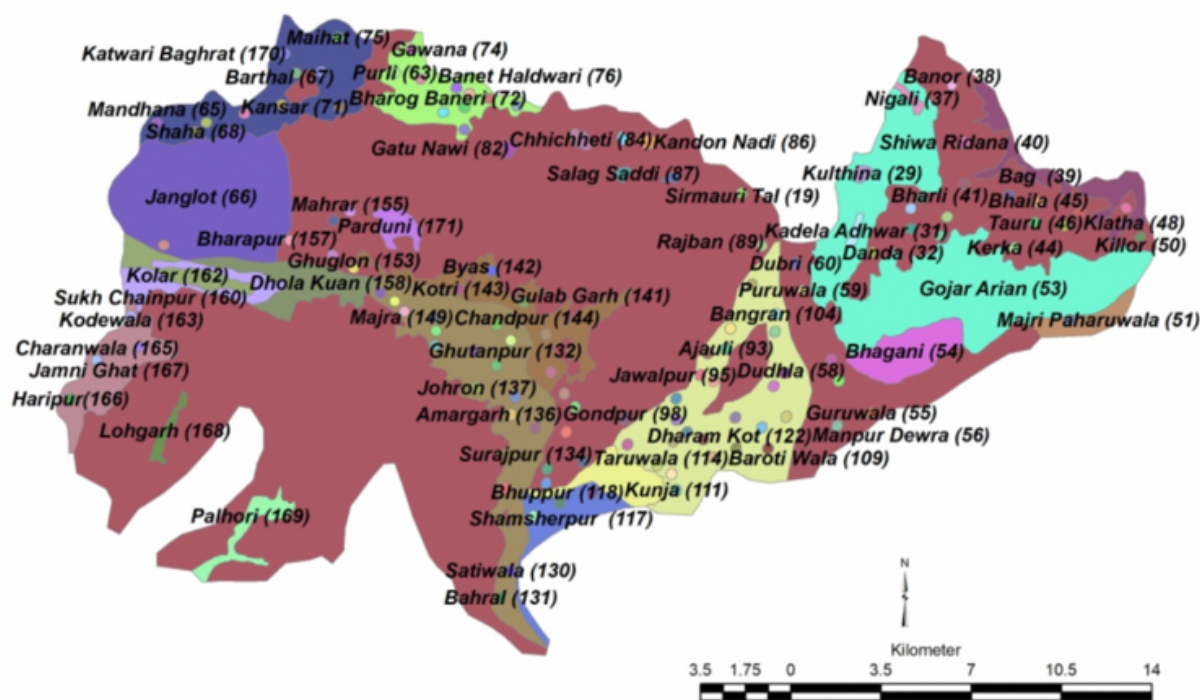 Maihat (75)
Gawana (74)
Katwari Baghrat (170)
Barthal (67)
Purli (63)
Banet Haldwari (76)
Banor (38)
Nigali (37)
Mandhana (65)
Kansar (71)
Bharog Baneri (72)
Shaha (68)
Gatu Nawi (82)
Chhichheti (84)
Kandon Nadi (86)
Shiwa Ridana (40)
Salag Saddi (87)
Kulthina (29)
Bag (39)
Janglot (66)
Mahrar (155)
Sirmauri Tal (19)
Bharli (41)
Bhaila (45)
Parduni (171)
Tauru (46)
Klatha (48)
Bharapur (157)
Rajban (89)
Kadela Adhwar (31)
Kerka (44)
Killor (50)
Ghuglon (153)
Byas (142)
Dubri (60)
Danda (32)
Kolar (162)
Dhola Kuan (158)
Kotri (143)
Gulab Garh (141)
Puruwala (59)
Gojar Arian (53)
Sukh Chainpur (160)
Kodewala (163)
Majra (149)
Chandpur (144)
Bangran (104)
Majri Paharuwala (51)
Charanwala (165)
Ghutanpur (132)
Ajauli (93)
Bhagani (54)
Jamni Ghat (167)
Johron (137)
Jawalpur (95)
Dudhla (58)
Haripur(166)
Amargarh (136)
Gondpur (98)
Guruwala (55)
Lohgarh (168)
Dharam Kot (122)
Manpur Dewra (56)
Surajpur (134)
Taruwala (114)
Baroti Wala (109)
Bhuppur (118)
Kunja (111)
Palhori (169)
Shamsherpur (117)
Satiwala (130)
Bahral (131)
N
Kilometer
3.5 1.75 0 3.5 7 10.5 14